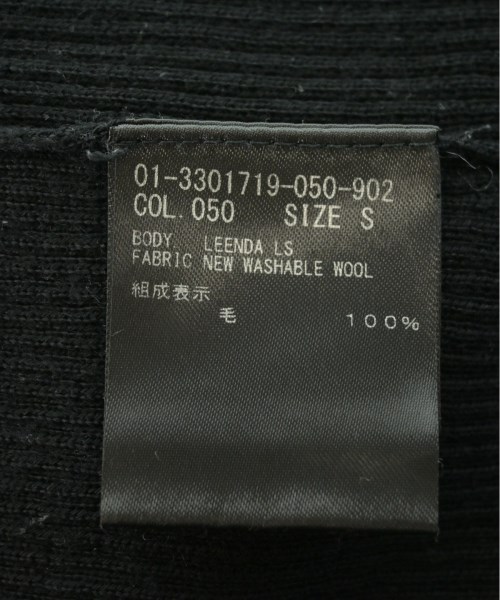 01-3301719-050-902
COL.050 SIZE S
BODY LEENDA LS
FABRIC NEW WASHABLE WOOL
組成表示
毛 100%